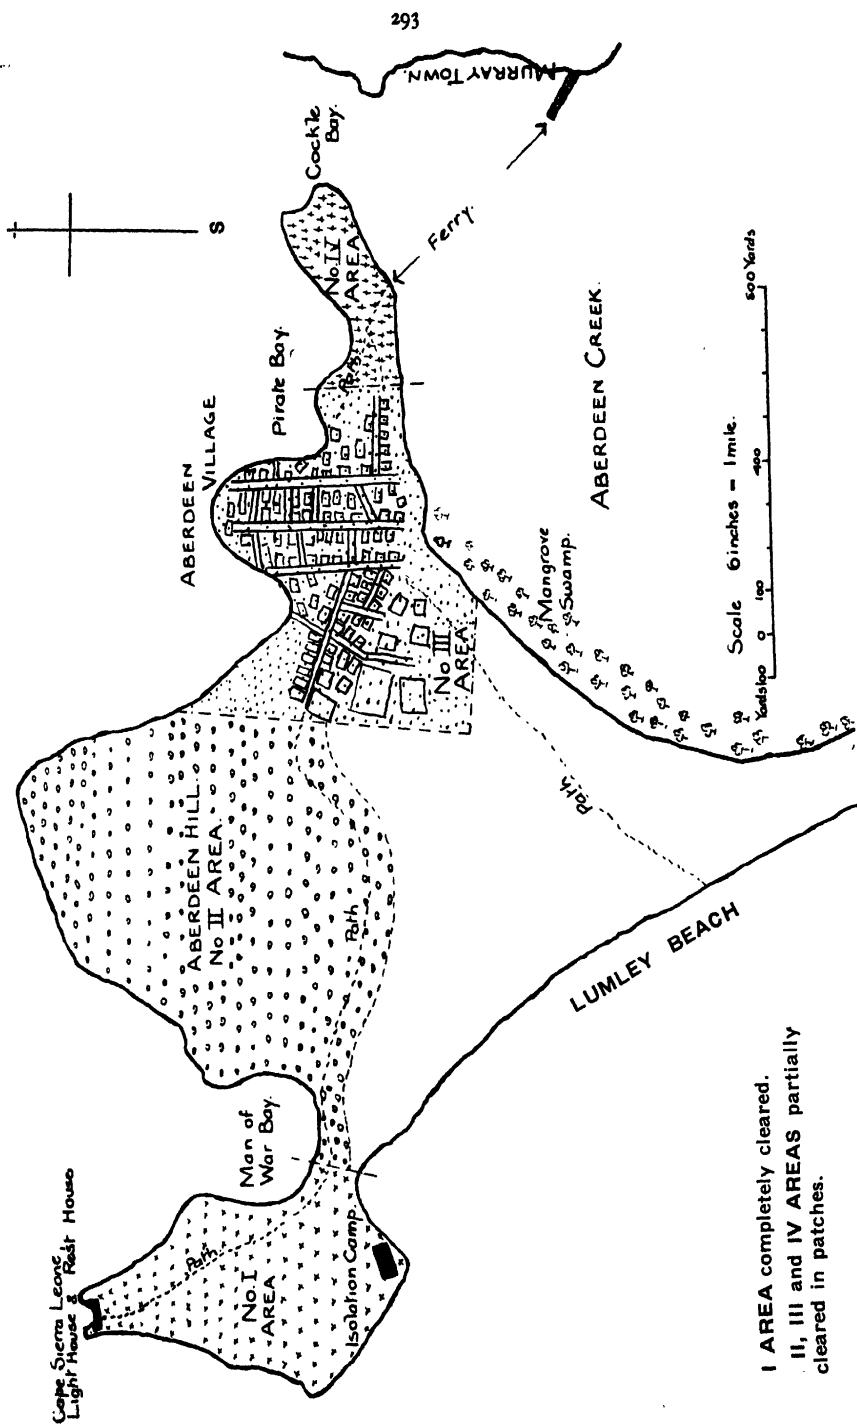 293
MURRAY TOWN.
Cockle
Bay.
S
Ferry.
No. IV
AREA
Pirate Bay.
ABERDEEN
VILLAGE
ABERDEEN CREEK.
Mangrove
Swamp.
No III
AREA
Path
ABERDEEN HILL.
No II AREA.
Path
LUMLEY BEACH
Man of
War Bay.
Cape Sierra Leone
Light House & Rest House
Path
No. I
AREA
Isolation Camp.
Scale 6 inches = 1 mile.
Yards 100 0 100 400 800 Yards
I AREA completely cleared.
II, III and IV AREAS partially
cleared in patches.